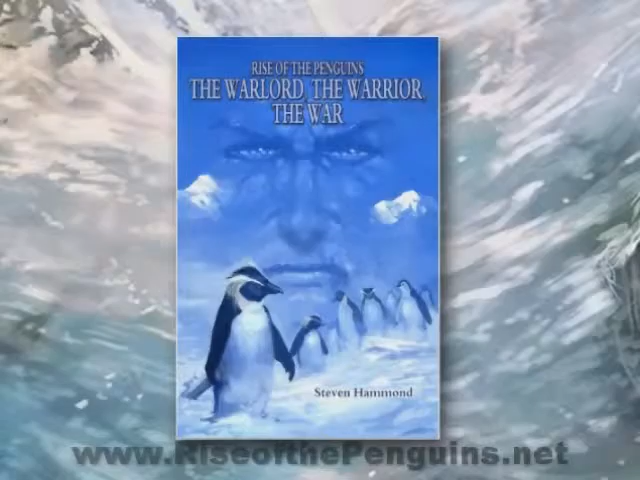 RISE OF THE PENGUINS
THE WARLORD, THE WARRIOR,
THE WAR
Steven Hammond
www.RiseofthePenguins.net